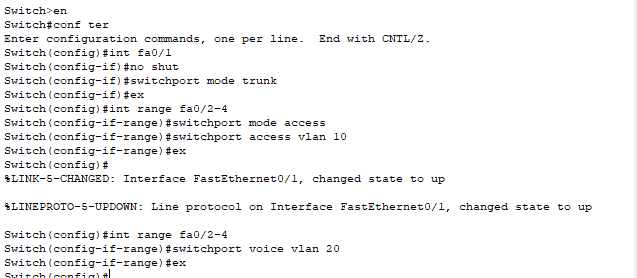 Switch>en
Switch#conf ter
Enter configuration commands, one per line.  End with CNTL/Z.
Switch(config)#int fa0/1
Switch(config-if)#no shut
Switch(config-if)#switchport mode trunk
Switch(config-if)#ex
Switch(config)#int range fa0/2-4
Switch(config-if-range)#switchport mode access
Switch(config-if-range)#switchport access vlan 10
Switch(config-if-range)#ex
Switch(config)#
%LINK-5-CHANGED: Interface FastEthernet0/1, changed state to up
%LINEPROTO-5-UPDOWN: Line protocol on Interface FastEthernet0/1, changed state to up
Switch(config)#int range fa0/2-4
Switch(config-if-range)#switchport voice vlan 20
Switch(config-if-range)#ex
Switch(config)#